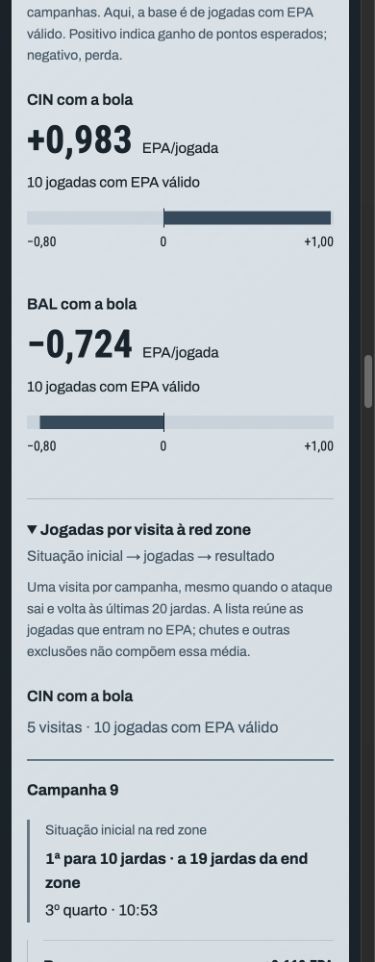 campanhas. Aqui, a base é de jogadas com EPA
válido. Positivo indica ganho de pontos esperados;
negativo, perda.
CIN com a bola
+0,983 EPA/jogada
10 jogadas com EPA válido
−0,80 0 +1,00
BAL com a bola
−0,724 EPA/jogada
10 jogadas com EPA válido
−0,80 0 +1,00
▼ Jogadas por visita à red zone
Situação inicial → jogadas → resultado
Uma visita por campanha, mesmo quando o ataque
sai e volta às últimas 20 jardas. A lista reúne as
jogadas que entram no EPA; chutes e outras
exclusões não compõem essa média.
CIN com a bola
5 visitas · 10 jogadas com EPA válido
Campanha 9
Situação inicial na red zone
1ª para 10 jardas · a 19 jardas da end
zone
3º quarto · 10:53